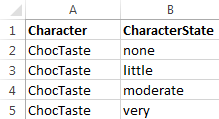 A B
1 Character CharacterState
2 ChocTaste none
3 ChocTaste little
4 ChocTaste moderate
5 ChocTaste very